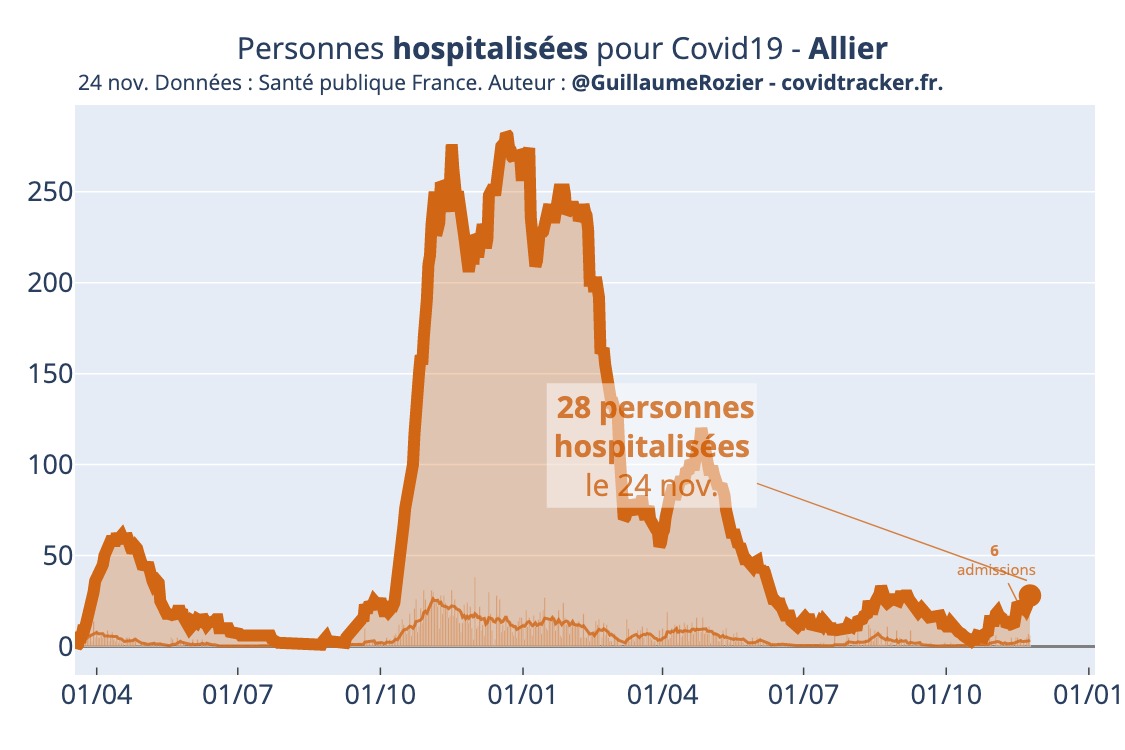 Personnes hospitalisées pour Covid19 - Allier
24 nov. Données : Santé publique France. Auteur : @GuillaumeRozier - covidtracker.fr.
250
200
150
100
50
0
28 personnes
hospitalisées
le 24 nov.
6
admissions
01/04 01/07 01/10 01/01 01/04 01/07 01/10 01/01